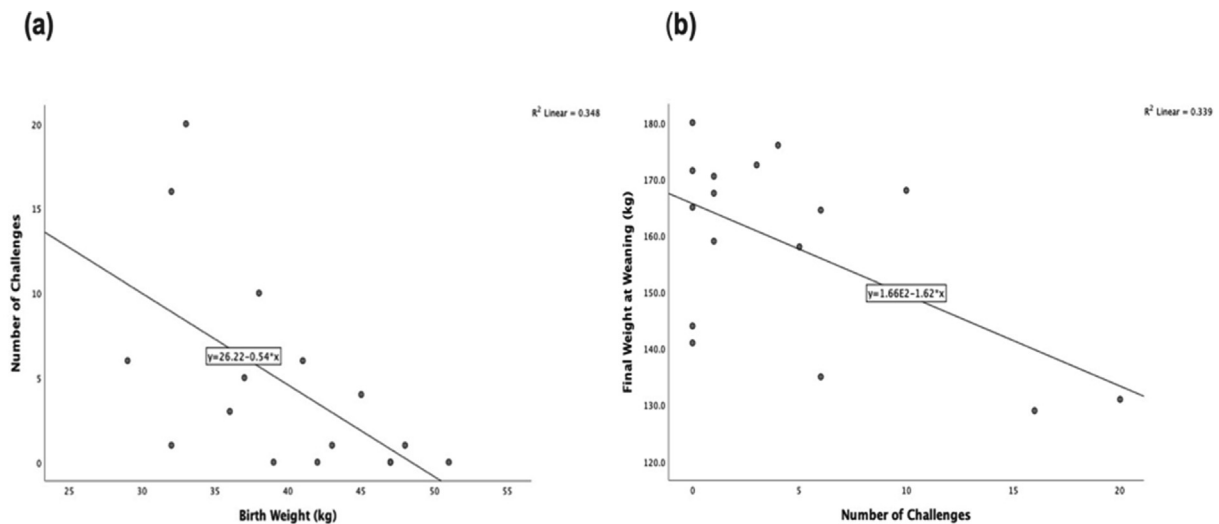 (a)
R² Linear = 0.348
20
15
10
5
0
Number of Challenges
y=26.22-0.54*x
25 30 35 40 45 50 55
Birth Weight (kg)
(b)
R² Linear = 0.339
180.0
170.0
160.0
150.0
140.0
130.0
120.0
Final Weight at Weaning (kg)
y=1.66E2-1.62*x
0 5 10 15 20
Number of Challenges